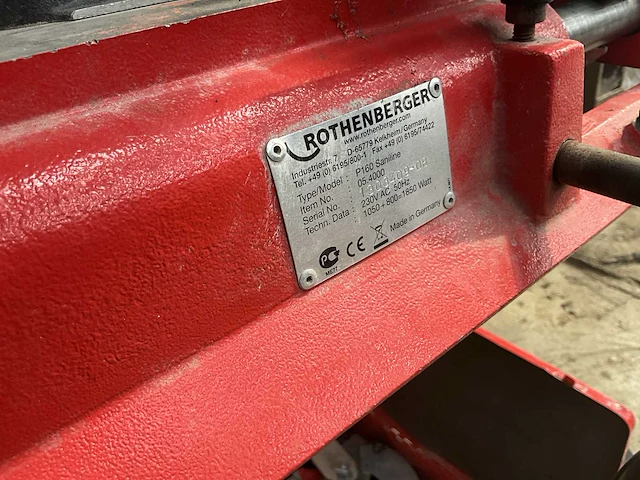 ROTHENBERGER
www.rothenberger.com
Industriestr. D-65779 Kelkheim/Germany
Tel. +49 (0) 6195/800-1 Fax +49 (0) 6195/74422
Type/Model : P160 Saniline
Item No. : 05.4000
Serial No. :
Techn. Data : 230V AC 50Hz
1050 + 800=1850 Watt
Made in Germany
PC CE